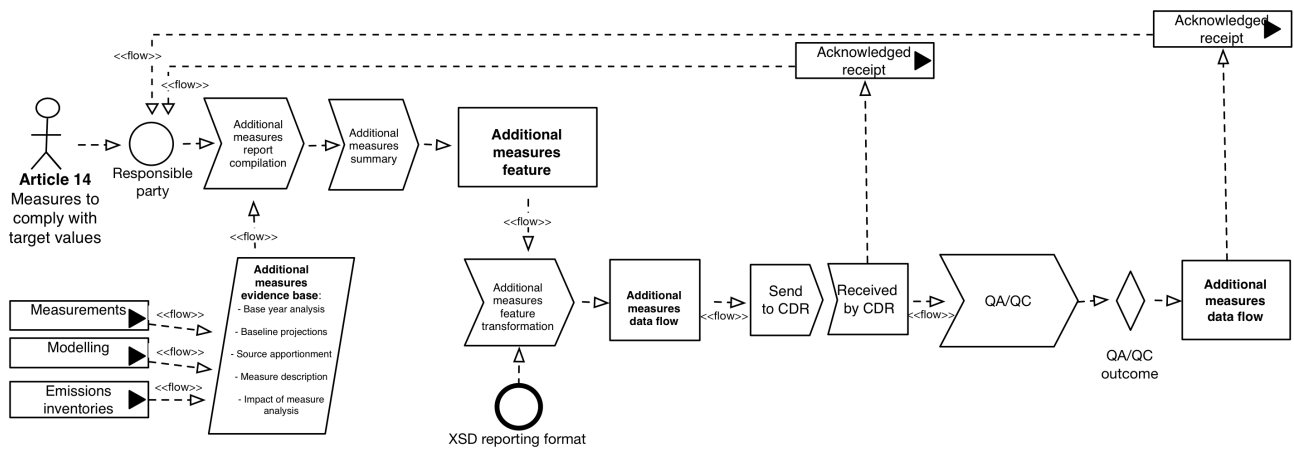 Acknowledged
receipt
<<flow>>
Acknowledged
receipt
<<flow>>
Article 14
Measures to
comply with
target values
Responsible
party
Additional
measures
report
compilation
Additional
measures
summary
Additional
measures
feature
<<flow>>
<<flow>>
Additional
measures
evidence base:
- Base year analysis
- Baseline projections
- Source apportionment
- Measure description
- Impact of measure
analysis
Measurements
<<flow>>
Modelling
<<flow>>
Emissions
inventories
<<flow>>
Additional
measures
feature
transformation
XSD reporting format
Additional
measures
data flow
<<flow>>
Send
to CDR
Received
by CDR
<<flow>>
QA/QC
QA/QC
outcome
Additional
measures
data flow